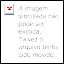 A imagem
vinculada não
pode ser
exibida.
Talvez o
arquivo tenha
sido movido,